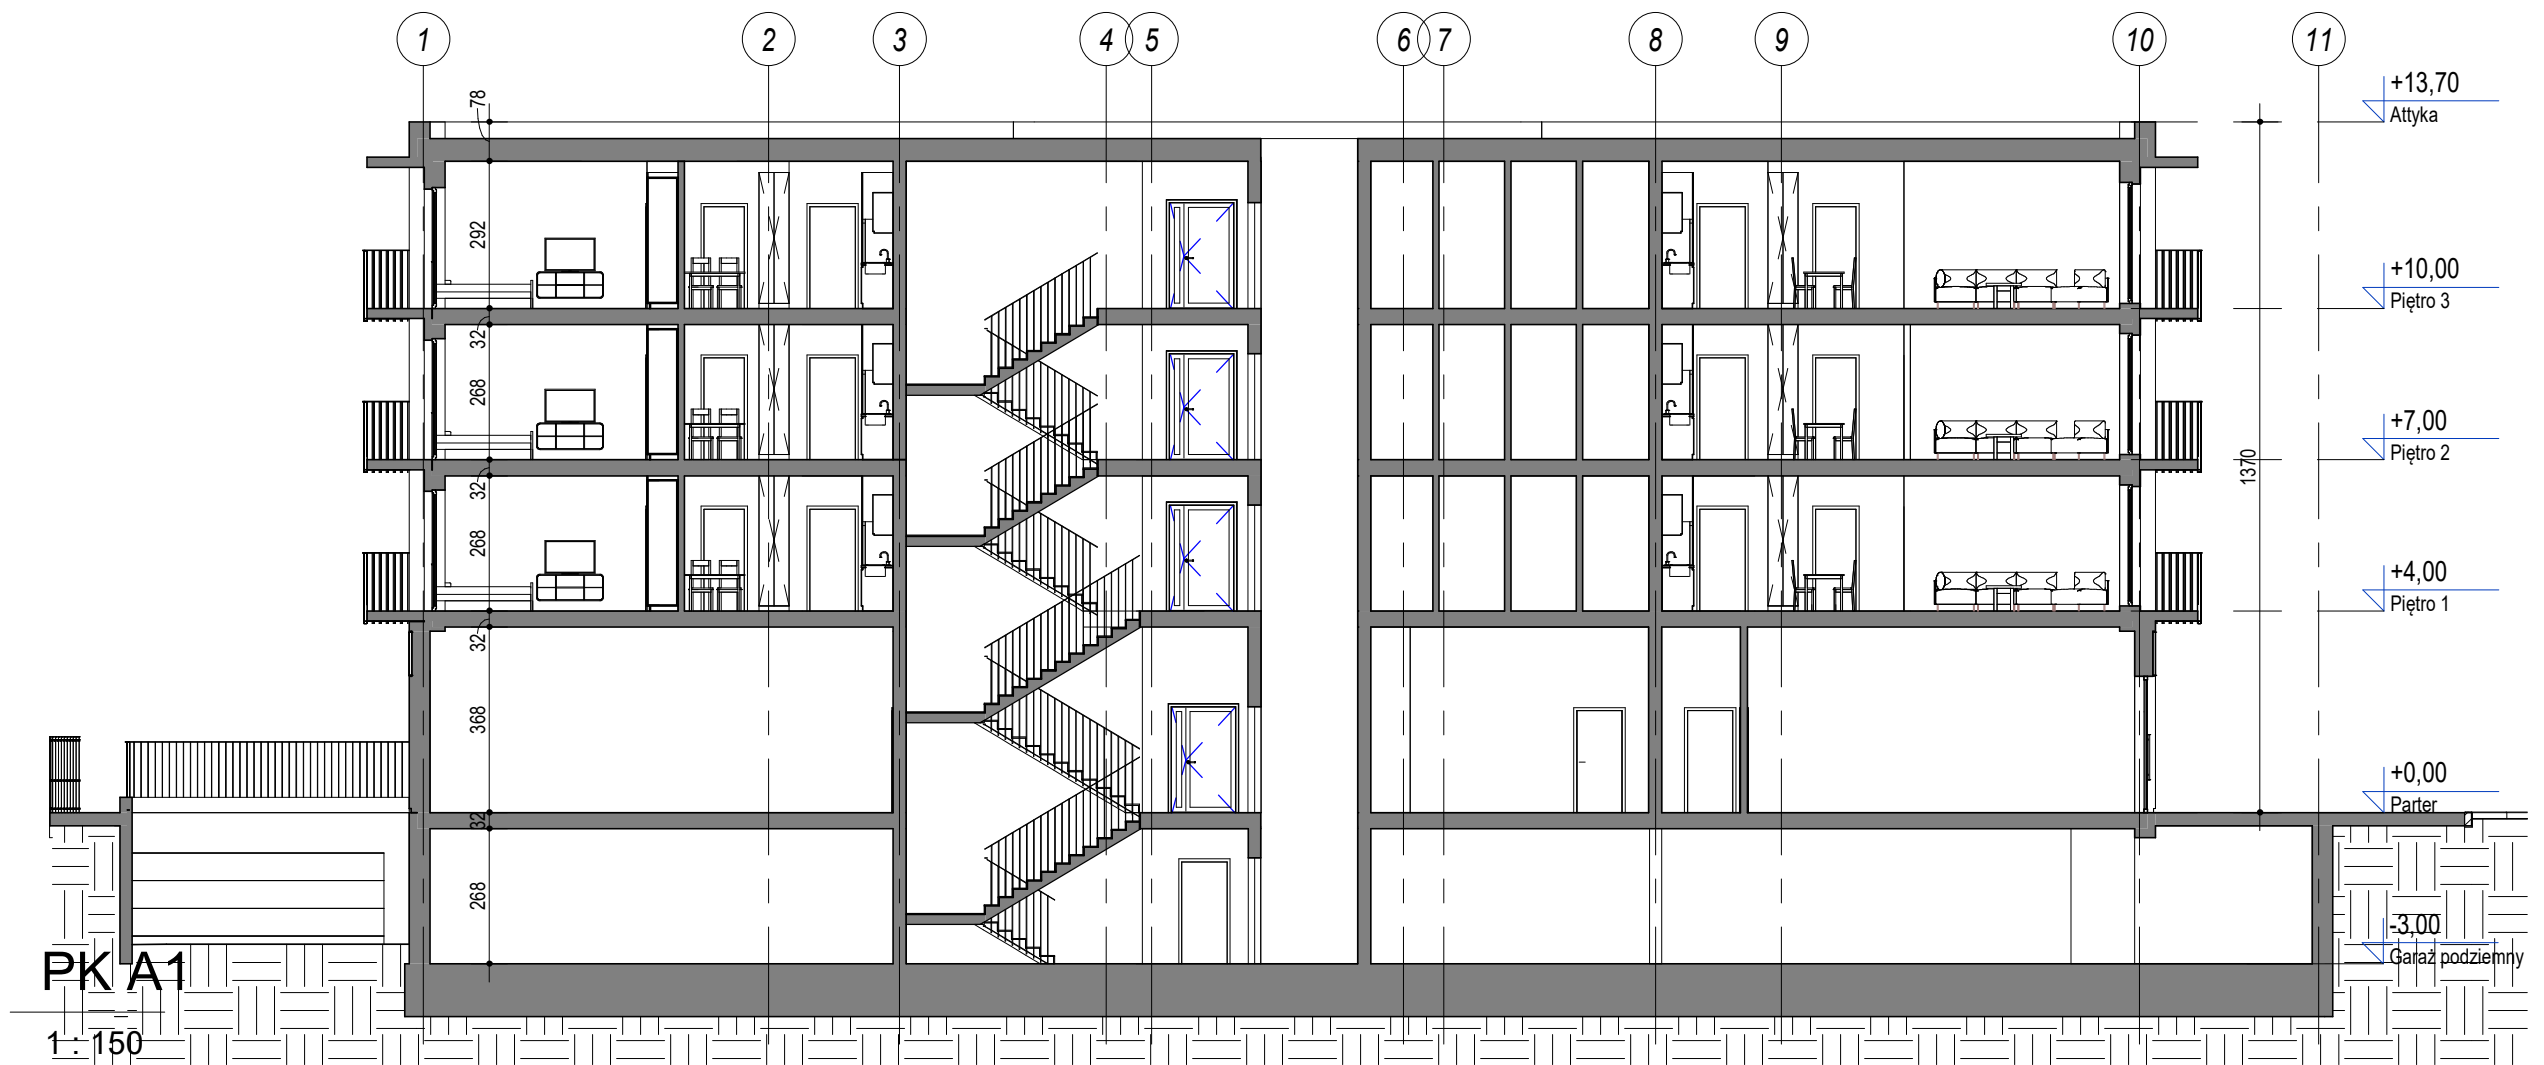 1 2 3 4 5 6 7 8 9 10 11
78
292
32
268
32
268
32
368
32
268
1370
+13,70
Attyka
+10,00
Piętro 3
+7,00
Piętro 2
+4,00
Piętro 1
+0,00
Parter
-3,00
Garaż podziemny
PK A1
1 : 150